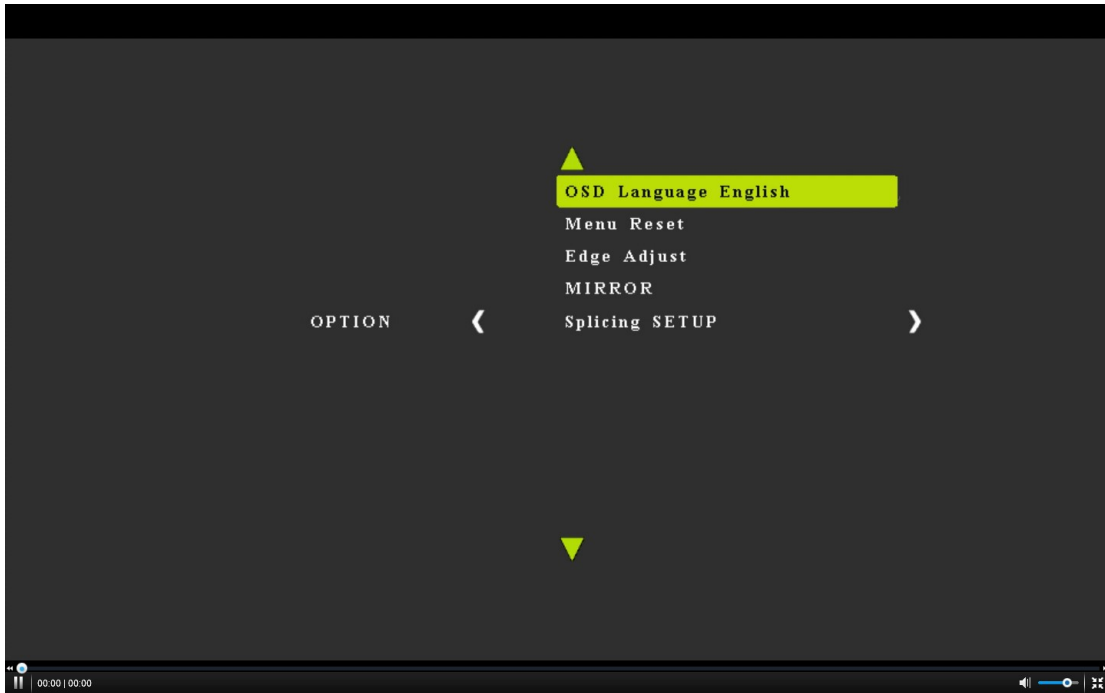 OSD Language English
Menu Reset
Edge Adjust
MIRROR
OPTION ❮ Splicing SETUP ❯
00:00 | 00:00